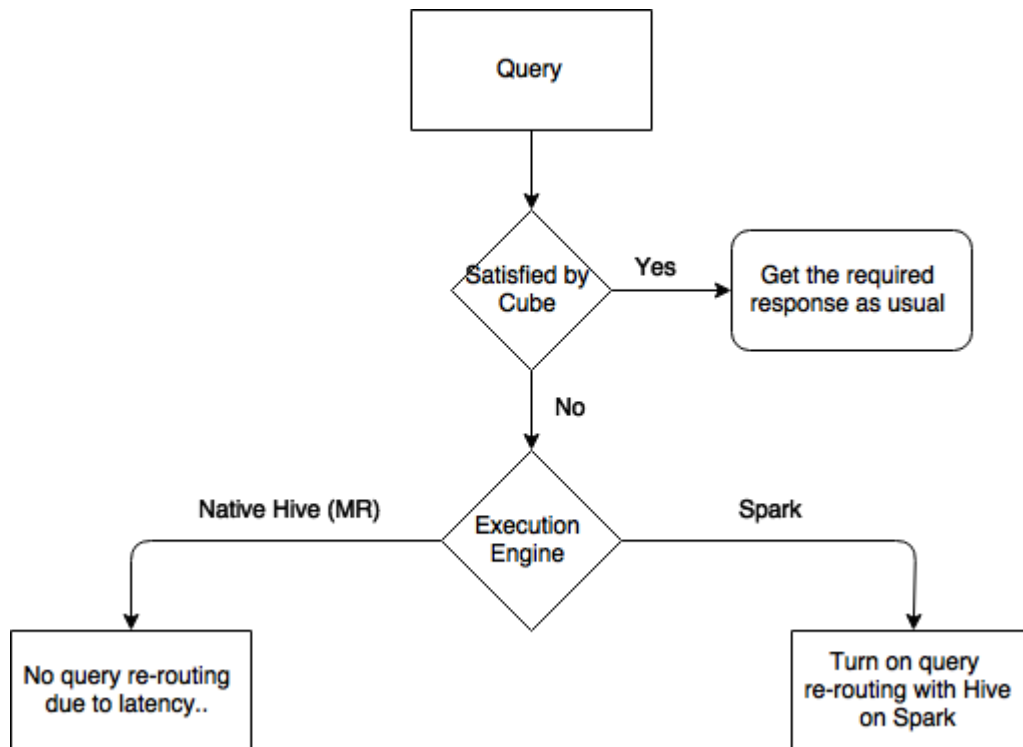 Query
Satisfied by
Cube
Yes
Get the required
response as usual
No
Native Hive (MR)
Execution
Engine
Spark
No query re-routing
due to latency..
Turn on query
re-routing with Hive
on Spark